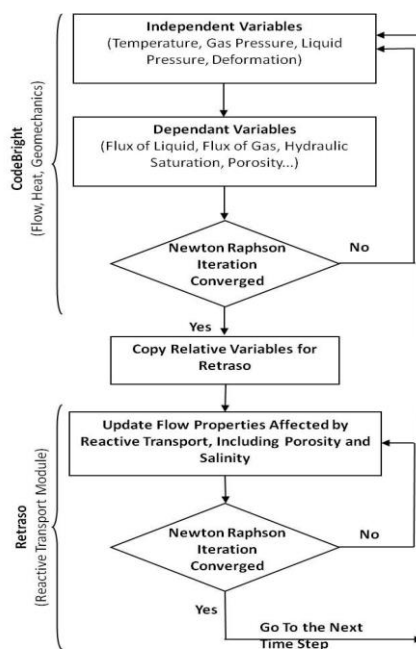 Independent Variables
(Temperature, Gas Pressure, Liquid
Pressure, Deformation)
Dependant Variables
(Flux of Liquid, Flux of Gas, Hydraulic
Saturation, Porosity...)
CodeBright
(Flow, Heat, Geomechanics)
Newton Raphson
Iteration
Converged
No
Yes
Copy Relative Variables for
Retraso
Update Flow Properties Affected by
Reactive Transport, Including Porosity and
Salinity
Retraso
(Reactive Transport Module)
Newton Raphson
Iteration
Converged
No
Yes
Go To the Next
Time Step